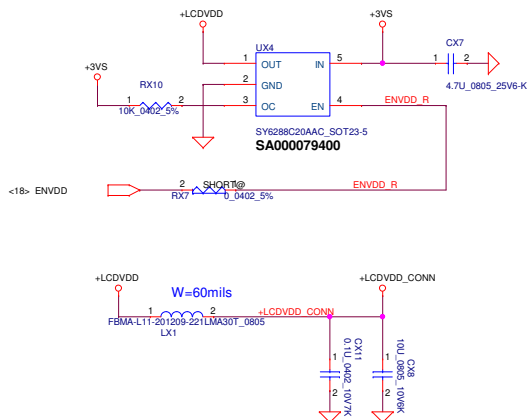 +LCDVDD
+3VS
UX4
CX7
1 OUT IN 5
1 2
+3VS
2 GND
4.7U_0805_25V6-K
RX10
1 2
3 OC EN 4
ENVDD_R
10K_0402_5%
SY6288C20AAC_SOT23-5
SA000079400
<18> ENVDD
2 SHORT@ 1
ENVDD_R
RX7 0_0402_5%
+LCDVDD
+LCDVDD_CONN
W=60mils
1 2
+LCDVDD_CONN
FBMA-L11-201209-221LMA30T_0805
LX1
1 2
CX11
0.1U_0402_10V7K
1 2
CX8
10U_0805_10V6K